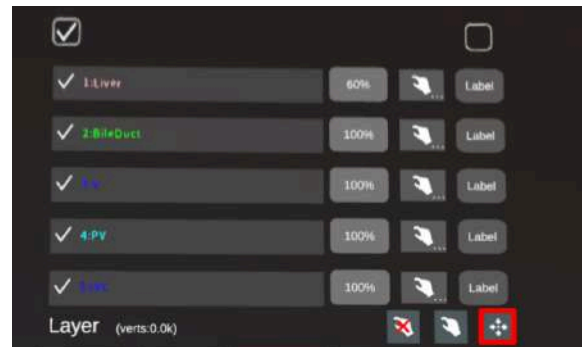 1:Liver 60% Label
2:BileDuct 100% Label
100% Label
4:PV 100% Label
100% Label
Layer (verts:0.0k)